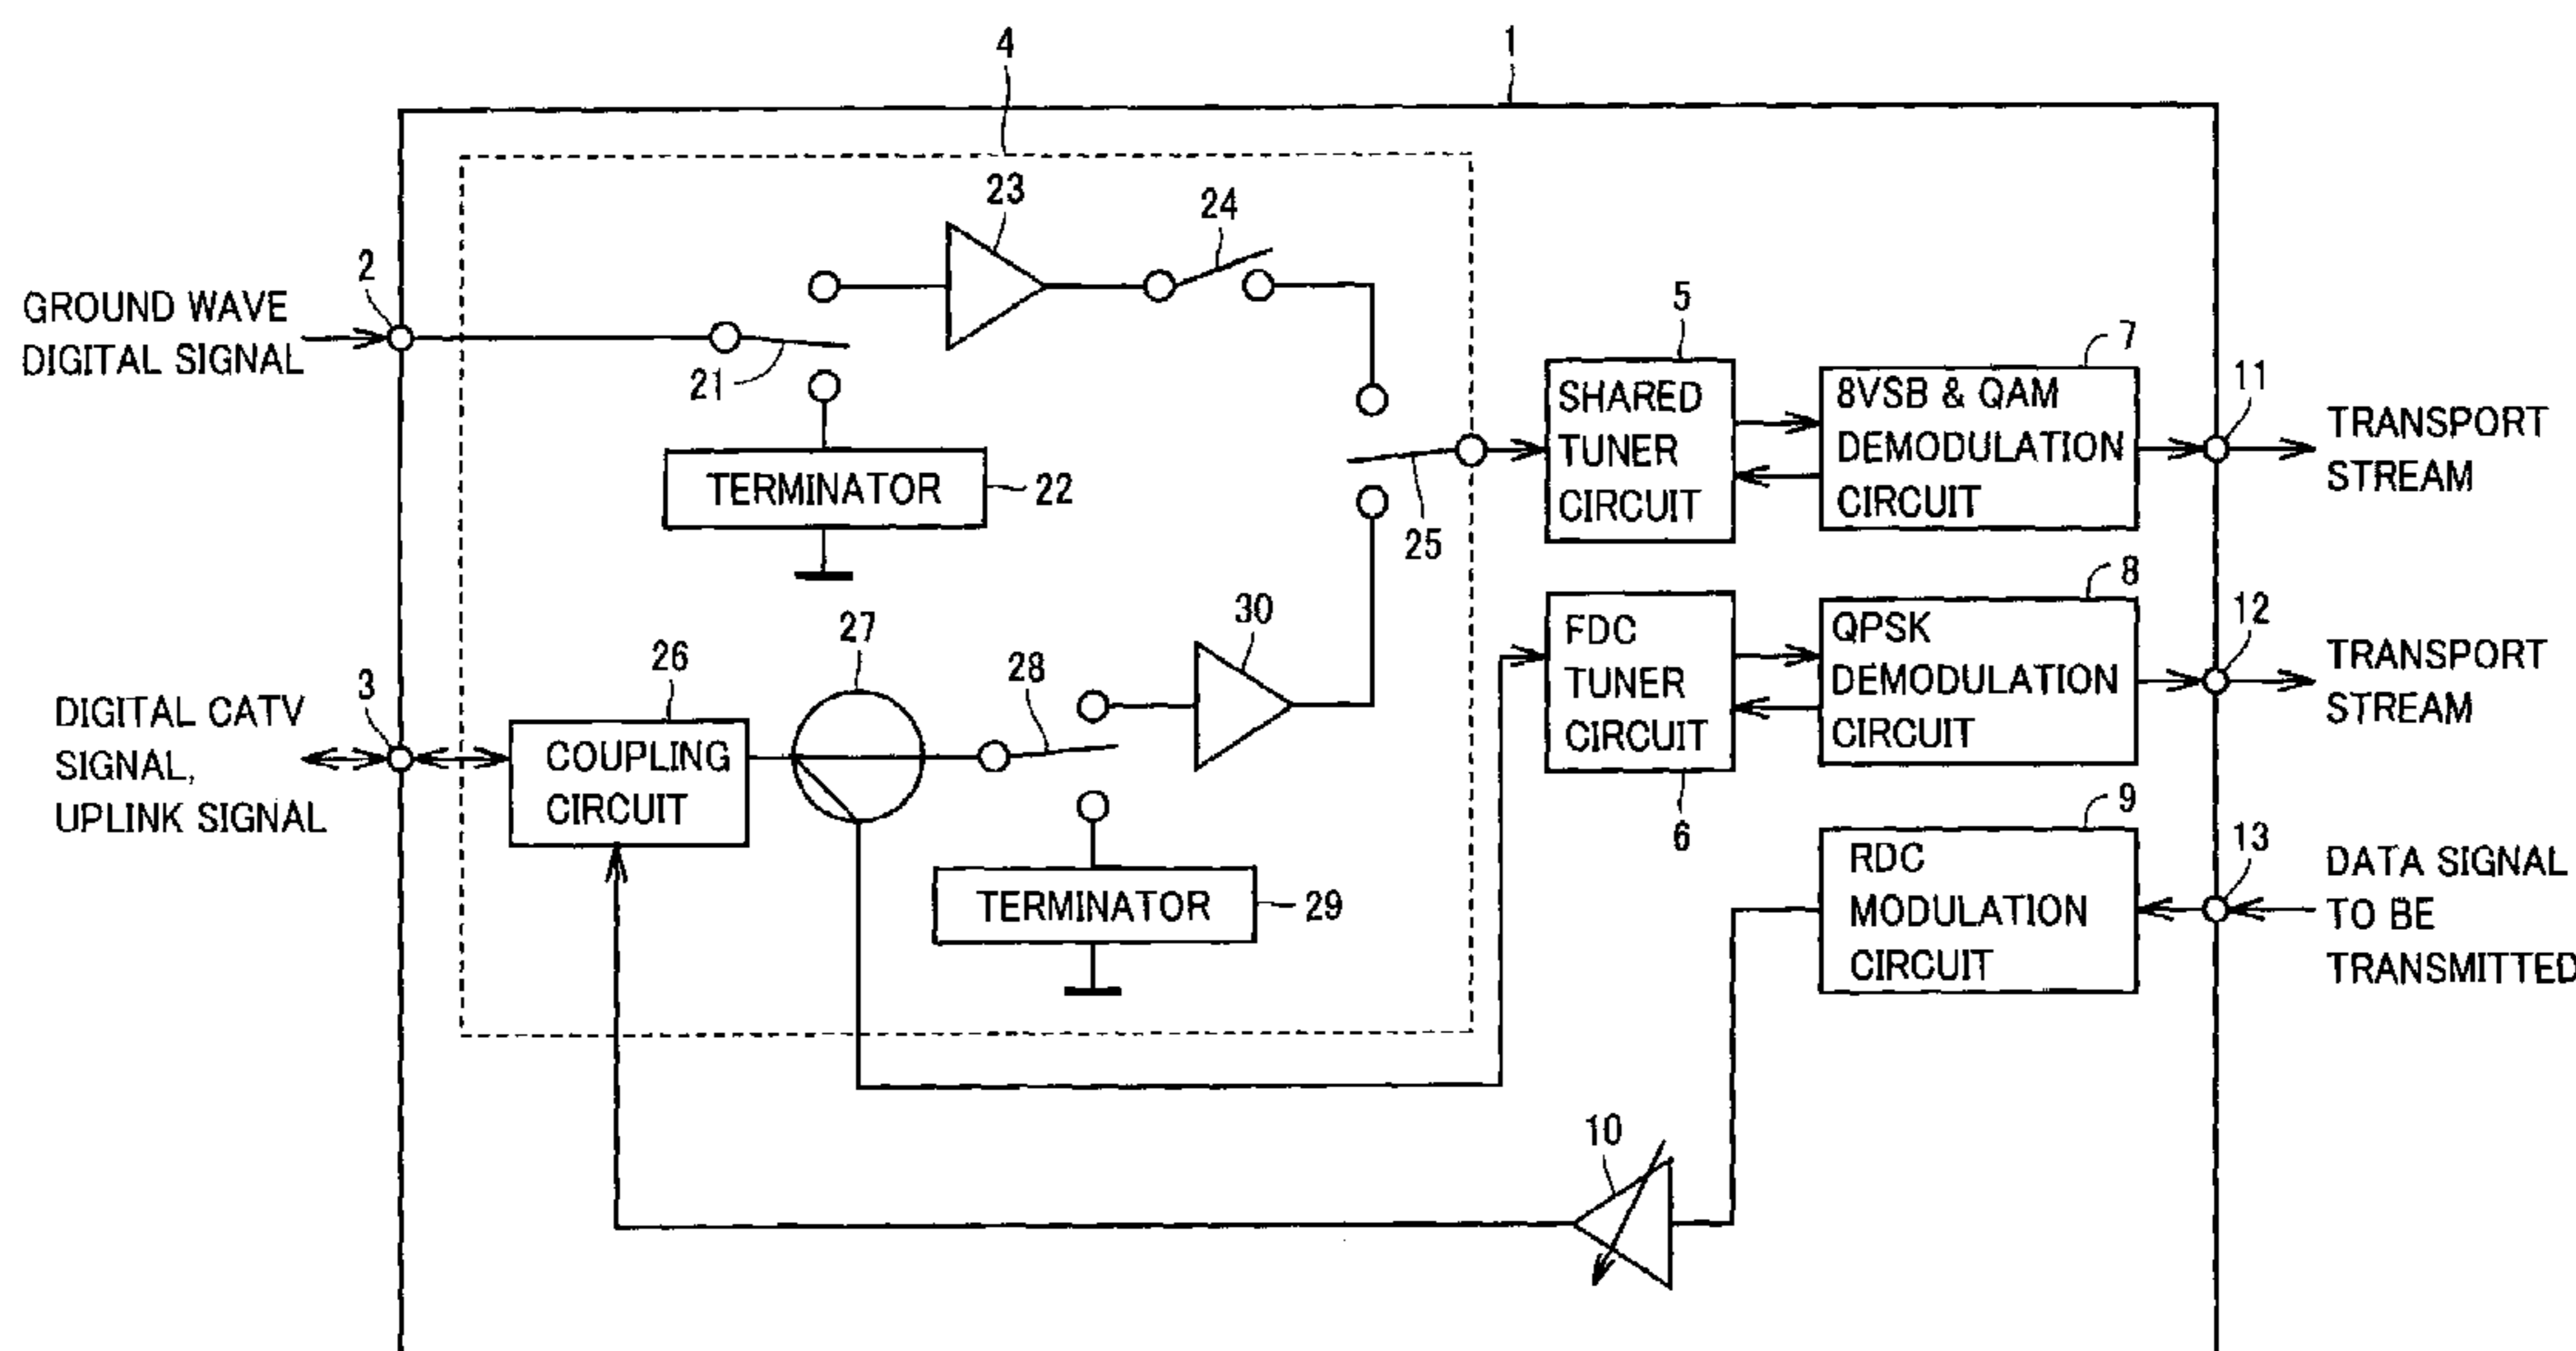 4
1
23
24
2
GROUND WAVE
DIGITAL SIGNAL
21
TERMINATOR
22
25
5
SHARED
TUNER
CIRCUIT
7
8VSB & QAM
DEMODULATION
CIRCUIT
11
TRANSPORT
STREAM
3
DIGITAL CATV
SIGNAL,
UPLINK SIGNAL
26
COUPLING
CIRCUIT
27
28
30
TERMINATOR
29
FDC
TUNER
CIRCUIT
6
8
QPSK
DEMODULATION
CIRCUIT
12
TRANSPORT
STREAM
9
RDC
MODULATION
CIRCUIT
13
DATA SIGNAL
TO BE
TRANSMITTED
10